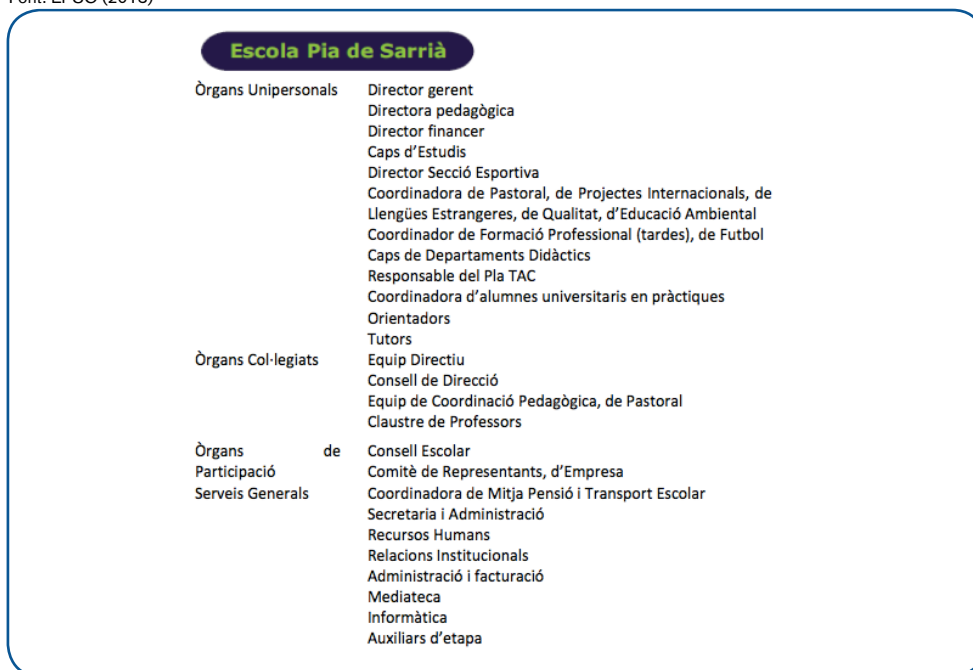 Escola Pia de Sarrià
Òrgans Unipersonals Director gerent
Directora pedagògica
Director financer
Caps d'Estudis
Director Secció Esportiva
Coordinadora de Pastoral, de Projectes Internacionals, de
Llengües Estrangeres, de Qualitat, d'Educació Ambiental
Coordinador de Formació Professional (tardes), de Futbol
Caps de Departaments Didàctics
Responsable del Pla TAC
Coordinadora d'alumnes universitaris en pràctiques
Orientadors
Tutors
Òrgans Col·legiats Equip Directiu
Consell de Direcció
Equip de Coordinació Pedagògica, de Pastoral
Claustre de Professors
Òrgans de Consell Escolar
Participació Comitè de Representants, d'Empresa
Serveis Generals Coordinadora de Mitja Pensió i Transport Escolar
Secretaria i Administració
Recursos Humans
Relacions Institucionals
Administració i facturació
Mediateca
Informàtica
Auxiliars d'etapa